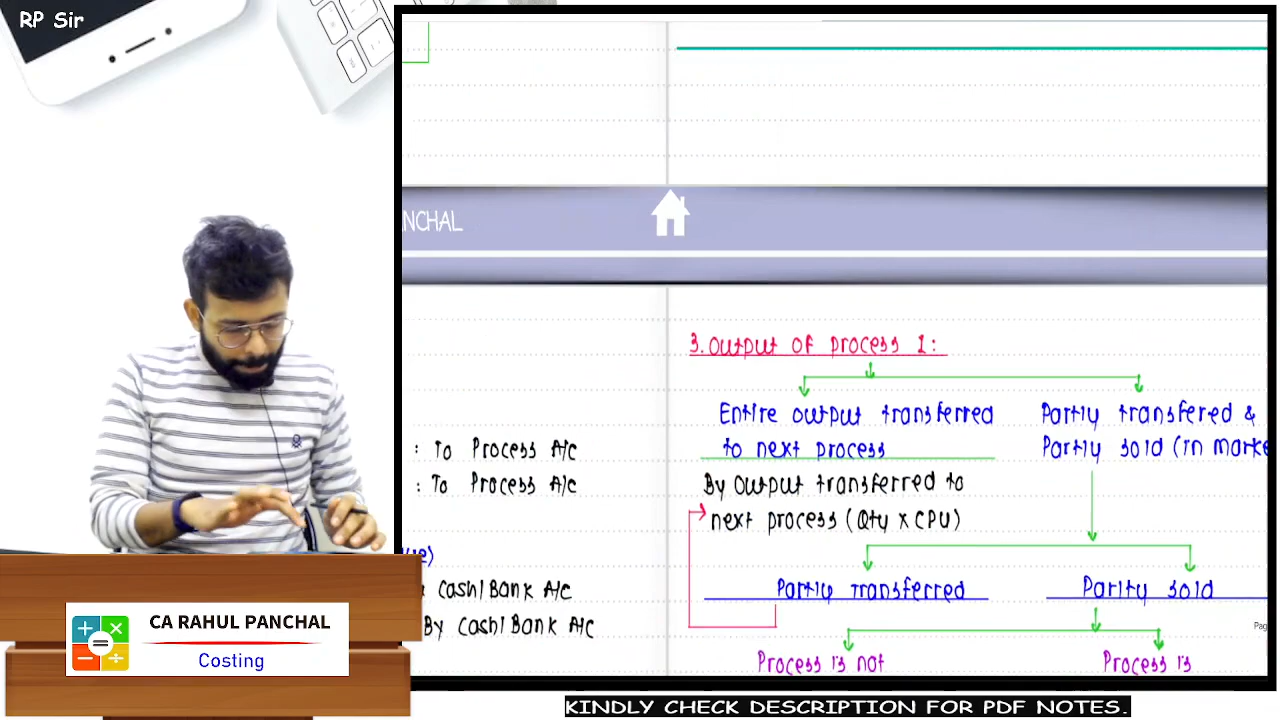 RP Sir
ANCHAL
: To Process A/c
: To Process A/c
Cash/Bank A/c
By Cash/Bank A/c
3. Output of process 1:
Entire output transferred
to next process
Partly transfered &
Partly sold (in marke
By Output transferred to
next process (Qty x CPU)
Partly transferred
Partly sold
Process is not
Process is
Pag
CA RAHUL PANCHAL
Costing
KINDLY CHECK DESCRIPTION FOR PDF NOTES.